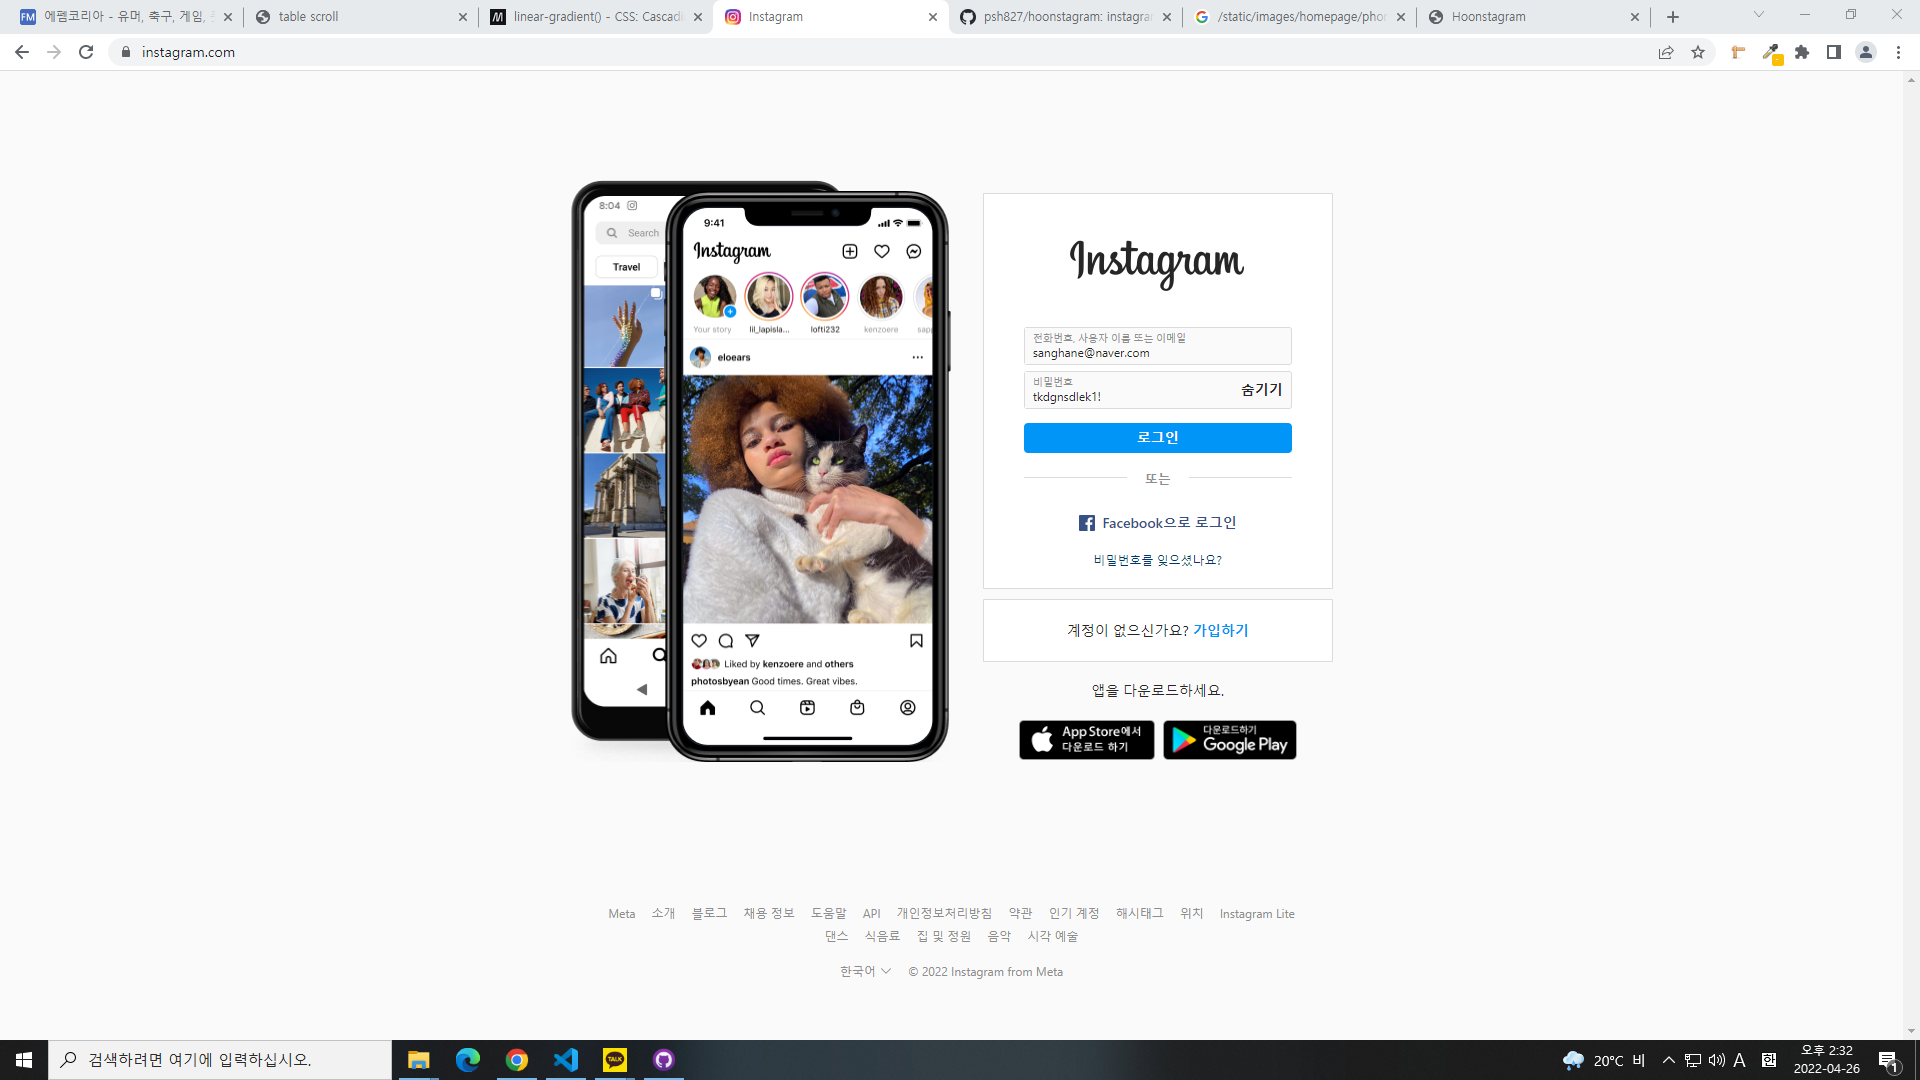 에펨코리아 - 유머, 축구, 게임,
table scroll
linear-gradient() - CSS: Cascadi
Instagram
psh827/hoonstagram: instagram
/static/images/homepage/phon
Hoonstagram
instagram.com
8:04
Search
Travel
9:41
Instagram
Your story
lil_lapisla...
lofti232
kenzoere
sapp
eloears
Liked by kenzoere and others
photosbyean Good times. Great vibes.
Instagram
전화번호, 사용자 이름 또는 이메일
sanghane@naver.com
비밀번호
tkdgnsdlek1!
숨기기
로그인
또는
Facebook으로 로그인
비밀번호를 잊으셨나요?
계정이 없으신가요? 가입하기
앱을 다운로드하세요.
App Store에서
다운로드 하기
다운로드하기
Google Play
Meta 소개 블로그 채용 정보 도움말 API 개인정보처리방침 약관 인기 계정 해시태그 위치 Instagram Lite
댄스 식음료 집 및 정원 음악 시각 예술
한국어 © 2022 Instagram from Meta
검색하려면 여기에 입력하십시오.
TALK
20°C 비
A 한
오후 2:32
2022-04-26
1